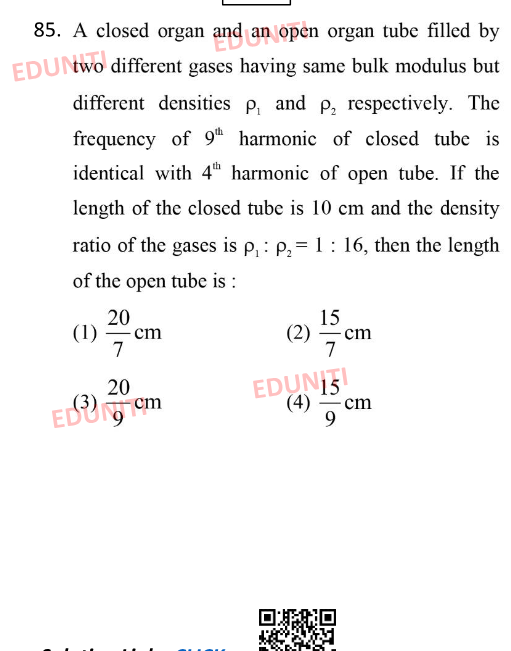 85. A closed organ and an open organ tube filled by
two different gases having same bulk modulus but
different densities ρ₁ and ρ₂ respectively. The
frequency of 9th harmonic of closed tube is
identical with 4th harmonic of open tube. If the
length of the closed tube is 10 cm and the density
ratio of the gases is ρ₁ : ρ₂ = 1 : 16, then the length
of the open tube is :
(1) 20/7 cm (2) 15/7 cm
(3) 20/9 cm (4) 15/9 cm
EDUNITI
EDUNITI
EDUNITI
EDUNITI